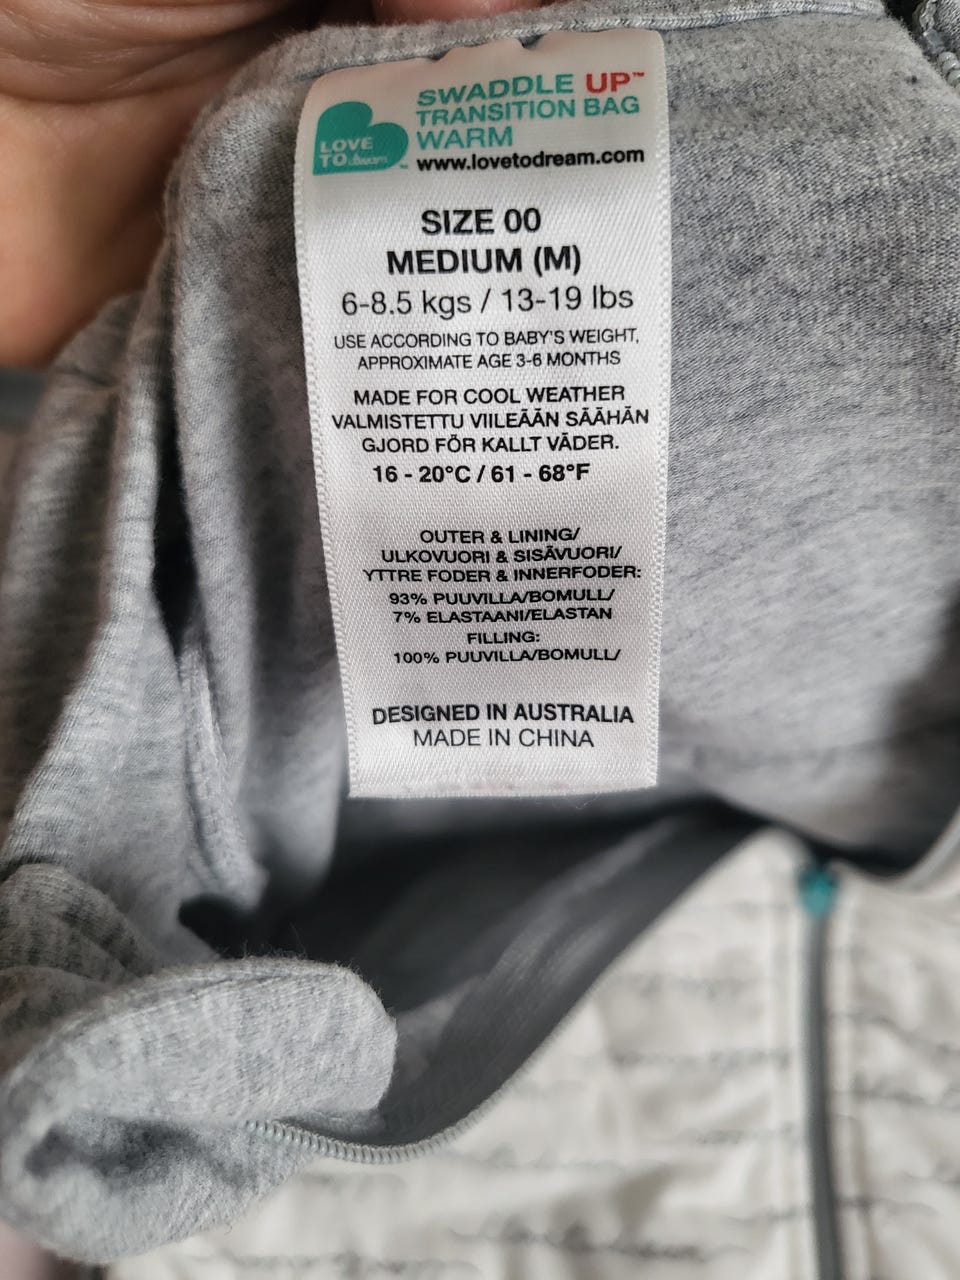 LOVE
TO dream™
SWADDLE UP™
TRANSITION BAG
WARM
www.lovetodream.com
SIZE 00
MEDIUM (M)
6-8.5 kgs / 13-19 lbs
USE ACCORDING TO BABY'S WEIGHT,
APPROXIMATE AGE 3-6 MONTHS
MADE FOR COOL WEATHER
VALMISTETTU VIILEÄÄN SÄÄHÄN
GJORD FÖR KALLT VÄDER.
16 - 20°C / 61 - 68°F
OUTER & LINING/
ULKOVUORI & SISÄVUORI/
YTTRE FODER & INNERFODER:
93% PUUVILLA/BOMULL/
7% ELASTAANI/ELASTAN
FILLING:
100% PUUVILLA/BOMULL/
DESIGNED IN AUSTRALIA
MADE IN CHINA